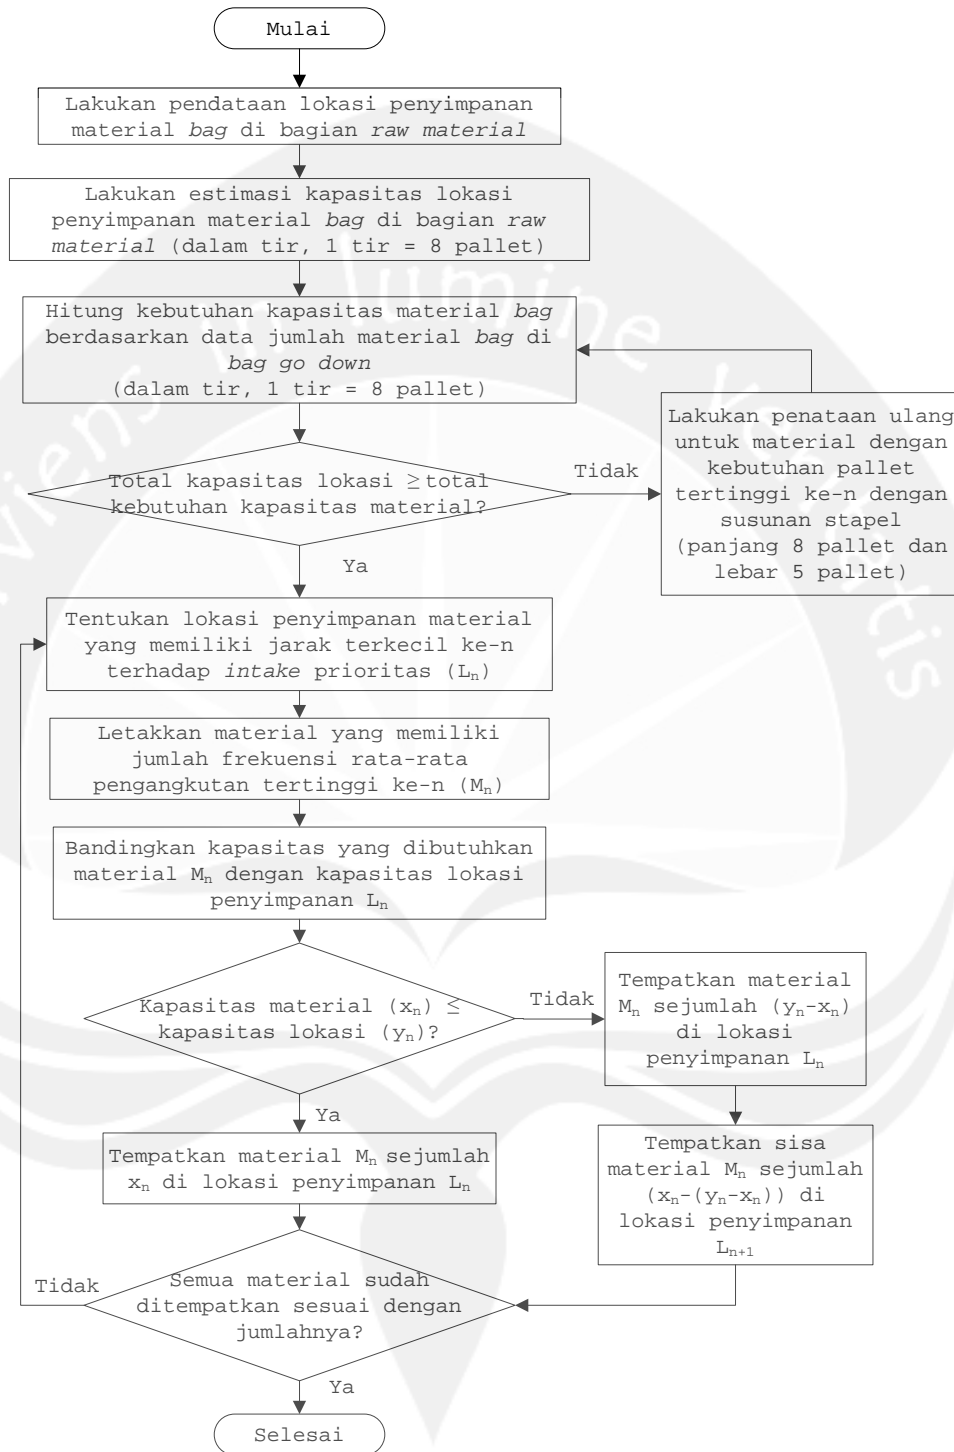 Mulai
Lakukan pendataan lokasi penyimpanan
material bag di bagian raw material
Lakukan estimasi kapasitas lokasi
penyimpanan material bag di bagian raw
material (dalam tir, 1 tir = 8 pallet)
Hitung kebutuhan kapasitas material bag
berdasarkan data jumlah material bag di
bag go down
(dalam tir, 1 tir = 8 pallet)
Total kapasitas lokasi ≥ total
kebutuhan kapasitas material?
Tidak
Lakukan penataan ulang
untuk material dengan
kebutuhan pallet
tertinggi ke-n dengan
susunan stapel
(panjang 8 pallet dan
lebar 5 pallet)
Ya
Tentukan lokasi penyimpanan material
yang memiliki jarak terkecil ke-n
terhadap intake prioritas (Lₙ)
Letakkan material yang memiliki
jumlah frekuensi rata-rata
pengangkutan tertinggi ke-n (Mₙ)
Bandingkan kapasitas yang dibutuhkan
material Mₙ dengan kapasitas lokasi
penyimpanan Lₙ
Kapasitas material (xₙ) ≤
kapasitas lokasi (yₙ)?
Tidak
Tempatkan material
Mₙ sejumlah (yₙ-xₙ)
di lokasi
penyimpanan Lₙ
Ya
Tempatkan material Mₙ sejumlah
xₙ di lokasi penyimpanan Lₙ
Tempatkan sisa
material Mₙ sejumlah
(xₙ-(yₙ-xₙ)) di
lokasi penyimpanan
Lₙ₊₁
Semua material sudah
ditempatkan sesuai dengan
jumlahnya?
Tidak
Ya
Selesai
in lumine veritatis